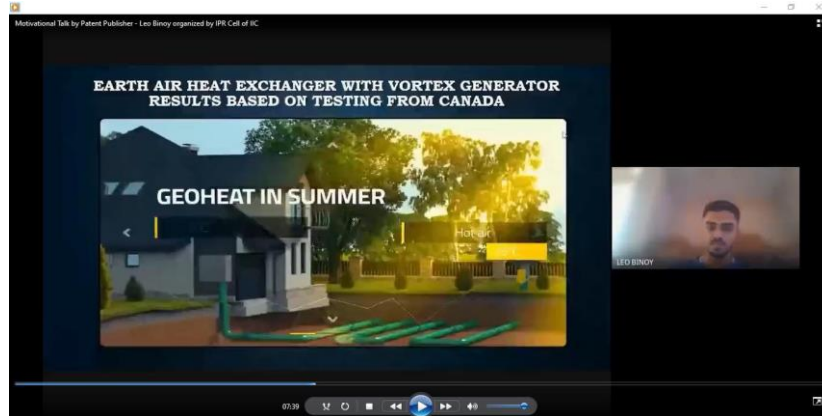 Motivational Talk by Patent Publisher - Leo Binoy organized by IPR Cell of IIC
EARTH AIR HEAT EXCHANGER WITH VORTEX GENERATOR
RESULTS BASED ON TESTING FROM CANADA
GEOHEAT IN SUMMER
Hot air
LEO BINOY
07:39